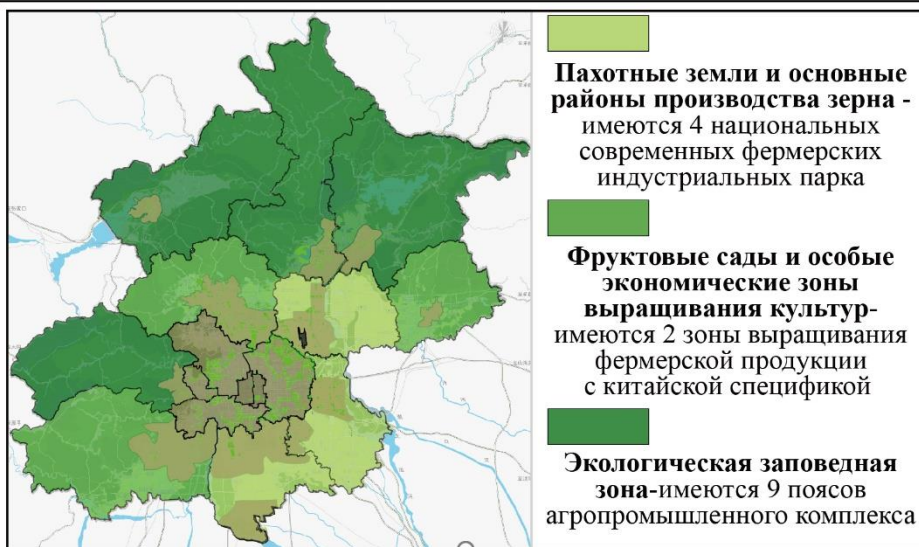 Пахотные земли и основные
районы производства зерна -
имеются 4 национальных
современных фермерских
индустриальных парка
Фруктовые сады и особые
экономические зоны
выращивания культур-
имеются 2 зоны выращивания
фермерской продукции
с китайской спецификой
Экологическая заповедная
зона-имеются 9 поясов
агропромышленного комплекса